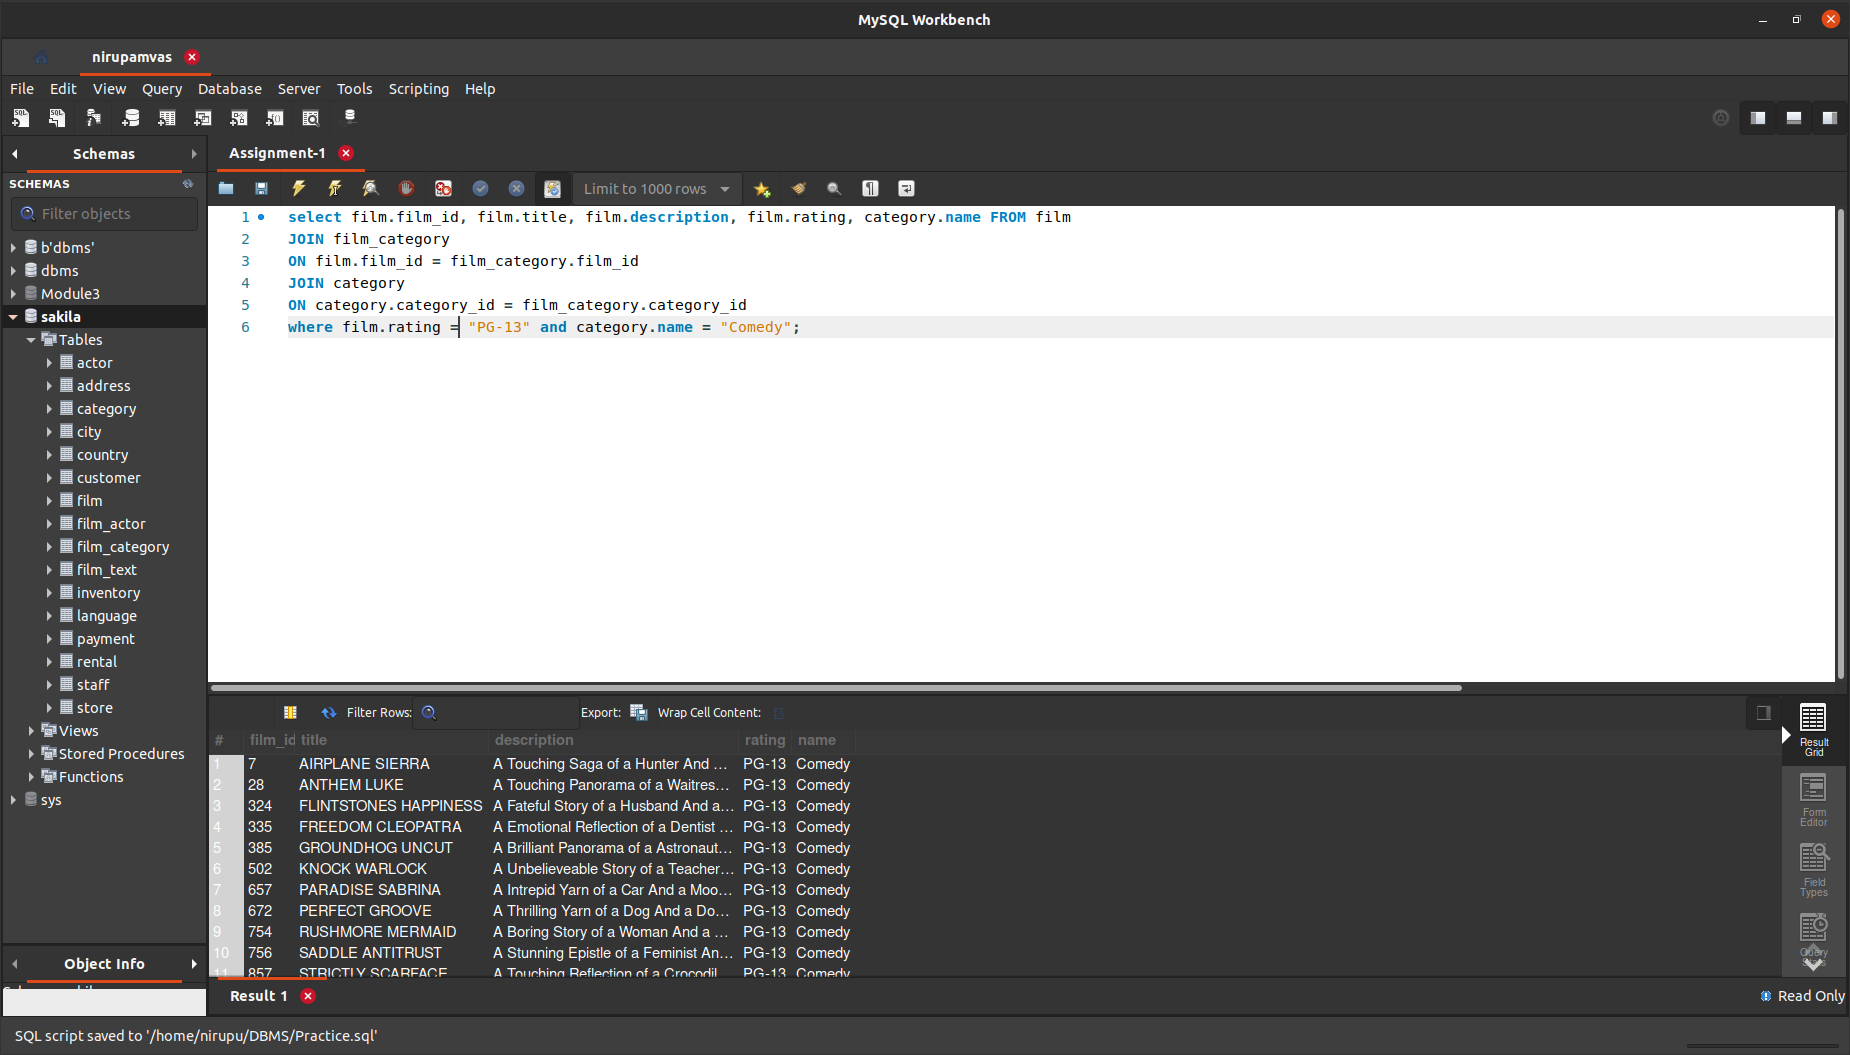 MySQL Workbench
nirupamvas
File Edit View Query Database Server Tools Scripting Help
Schemas
Assignment-1
SCHEMAS
Limit to 1000 rows
Filter objects
b'dbms'
dbms
Module3
sakila
Tables
actor
address
category
city
country
customer
film
film_actor
film_category
film_text
inventory
language
payment
rental
staff
store
Views
Stored Procedures
Functions
sys
1 select film.film_id, film.title, film.description, film.rating, category.name FROM film
2 JOIN film_category
3 ON film.film_id = film_category.film_id
4 JOIN category
5 ON category.category_id = film_category.category_id
6 where film.rating = "PG-13" and category.name = "Comedy";
Filter Rows: Export: Wrap Cell Content:
# film_id title description rating name
1 7 AIRPLANE SIERRA A Touching Saga of a Hunter And ... PG-13 Comedy
2 28 ANTHEM LUKE A Touching Panorama of a Waitres... PG-13 Comedy
3 324 FLINTSTONES HAPPINESS A Fateful Story of a Husband And a... PG-13 Comedy
4 335 FREEDOM CLEOPATRA A Emotional Reflection of a Dentist ... PG-13 Comedy
5 385 GROUNDHOG UNCUT A Brilliant Panorama of a Astronaut... PG-13 Comedy
6 502 KNOCK WARLOCK A Unbelieveable Story of a Teacher... PG-13 Comedy
7 657 PARADISE SABRINA A Intrepid Yarn of a Car And a Moo... PG-13 Comedy
8 672 PERFECT GROOVE A Thrilling Yarn of a Dog And a Do... PG-13 Comedy
9 754 RUSHMORE MERMAID A Boring Story of a Woman And a ... PG-13 Comedy
10 756 SADDLE ANTITRUST A Stunning Epistle of a Feminist An... PG-13 Comedy
11 857 STRICTLY SCARFACE A Touching Reflection of a Crocodil... PG-13 Comedy
Result
Grid
Form
Editor
Field
Types
Query
Stats
Object Info
Result 1
Read Only
SQL script saved to '/home/nirupu/DBMS/Practice.sql'